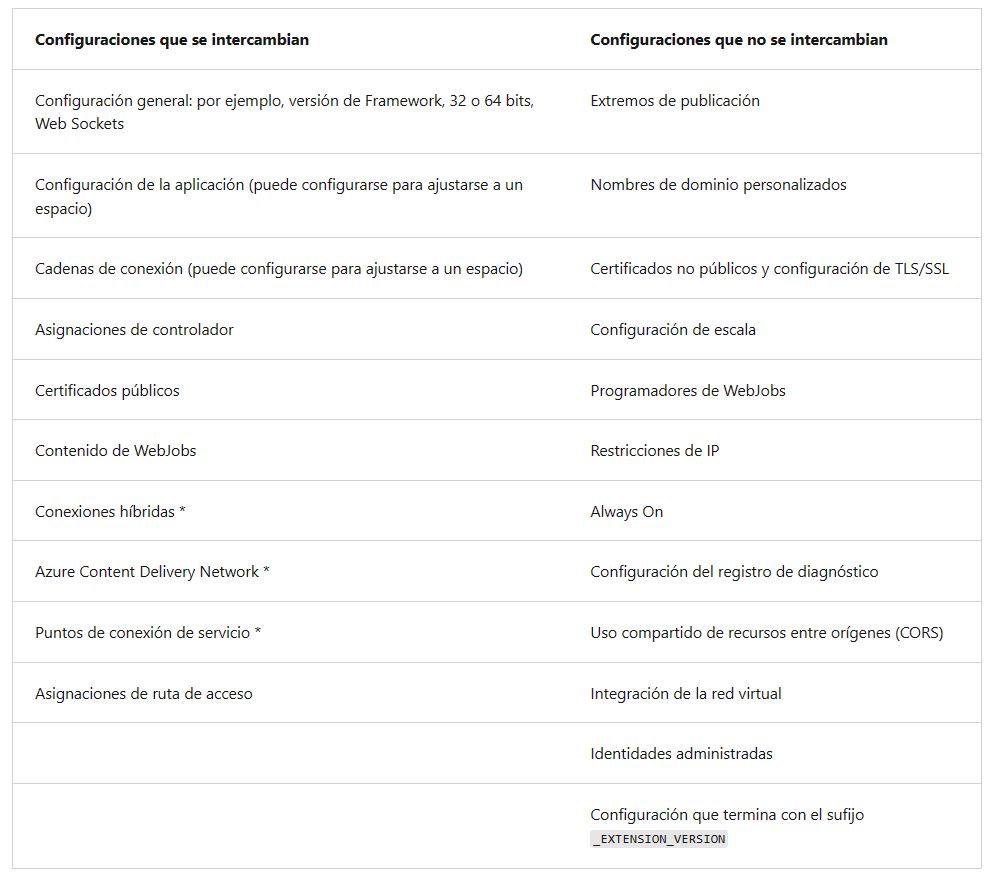 Configuraciones que se intercambian
Configuraciones que no se intercambian
Configuración general: por ejemplo, versión de Framework, 32 o 64 bits,
Web Sockets
Extremos de publicación
Configuración de la aplicación (puede configurarse para ajustarse a un
espacio)
Nombres de dominio personalizados
Cadenas de conexión (puede configurarse para ajustarse a un espacio)
Certificados no públicos y configuración de TLS/SSL
Asignaciones de controlador
Configuración de escala
Certificados públicos
Programadores de WebJobs
Contenido de WebJobs
Restricciones de IP
Conexiones híbridas *
Always On
Azure Content Delivery Network *
Configuración del registro de diagnóstico
Puntos de conexión de servicio *
Uso compartido de recursos entre orígenes (CORS)
Asignaciones de ruta de acceso
Integración de la red virtual
Identidades administradas
Configuración que termina con el sufijo
_EXTENSION_VERSION